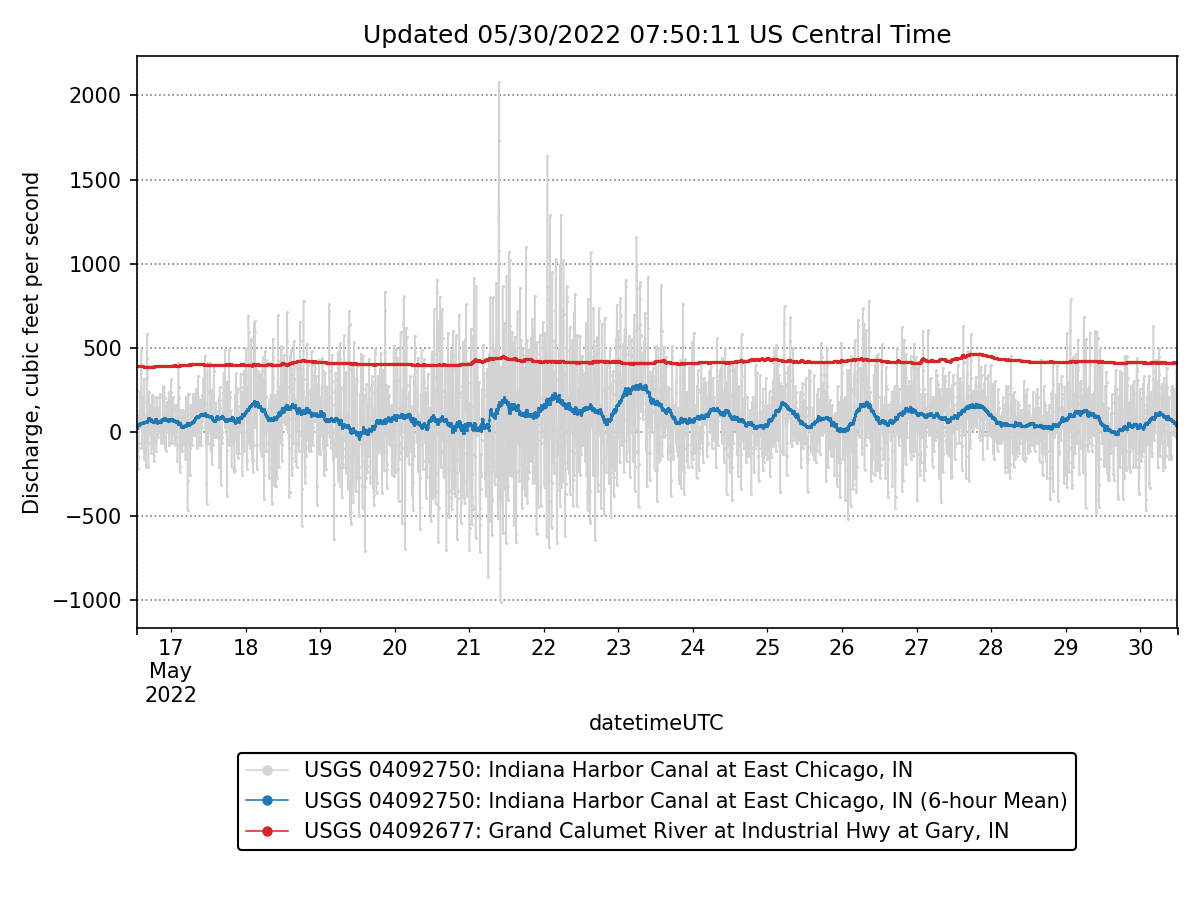 Updated 05/30/2022 07:50:11 US Central Time
Discharge, cubic feet per second
2000
1500
1000
500
0
−500
−1000
17 18 19 20 21 22 23 24 25 26 27 28 29 30
May
2022
datetimeUTC
USGS 04092750: Indiana Harbor Canal at East Chicago, IN
USGS 04092750: Indiana Harbor Canal at East Chicago, IN (6-hour Mean)
USGS 04092677: Grand Calumet River at Industrial Hwy at Gary, IN